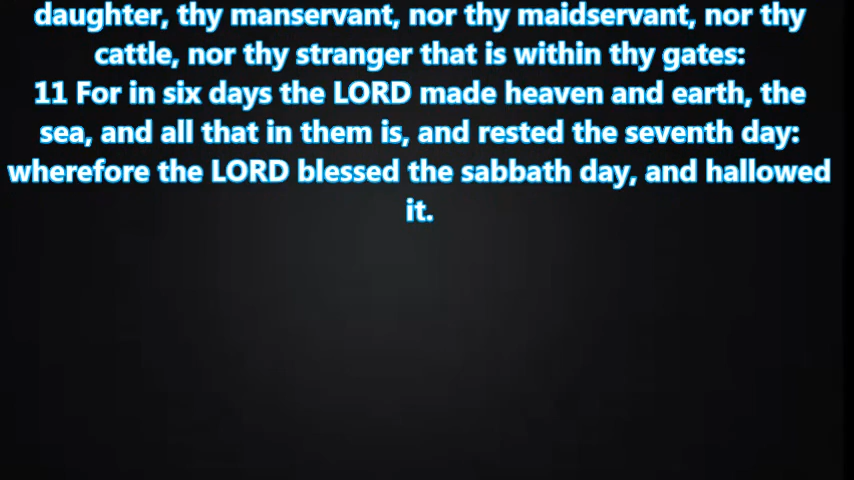 daughter, thy manservant, nor thy maidservant, nor thy
cattle, nor thy stranger that is within thy gates:
11 For in six days the LORD made heaven and earth, the
sea, and all that in them is, and rested the seventh day:
wherefore the LORD blessed the sabbath day, and hallowed
it.